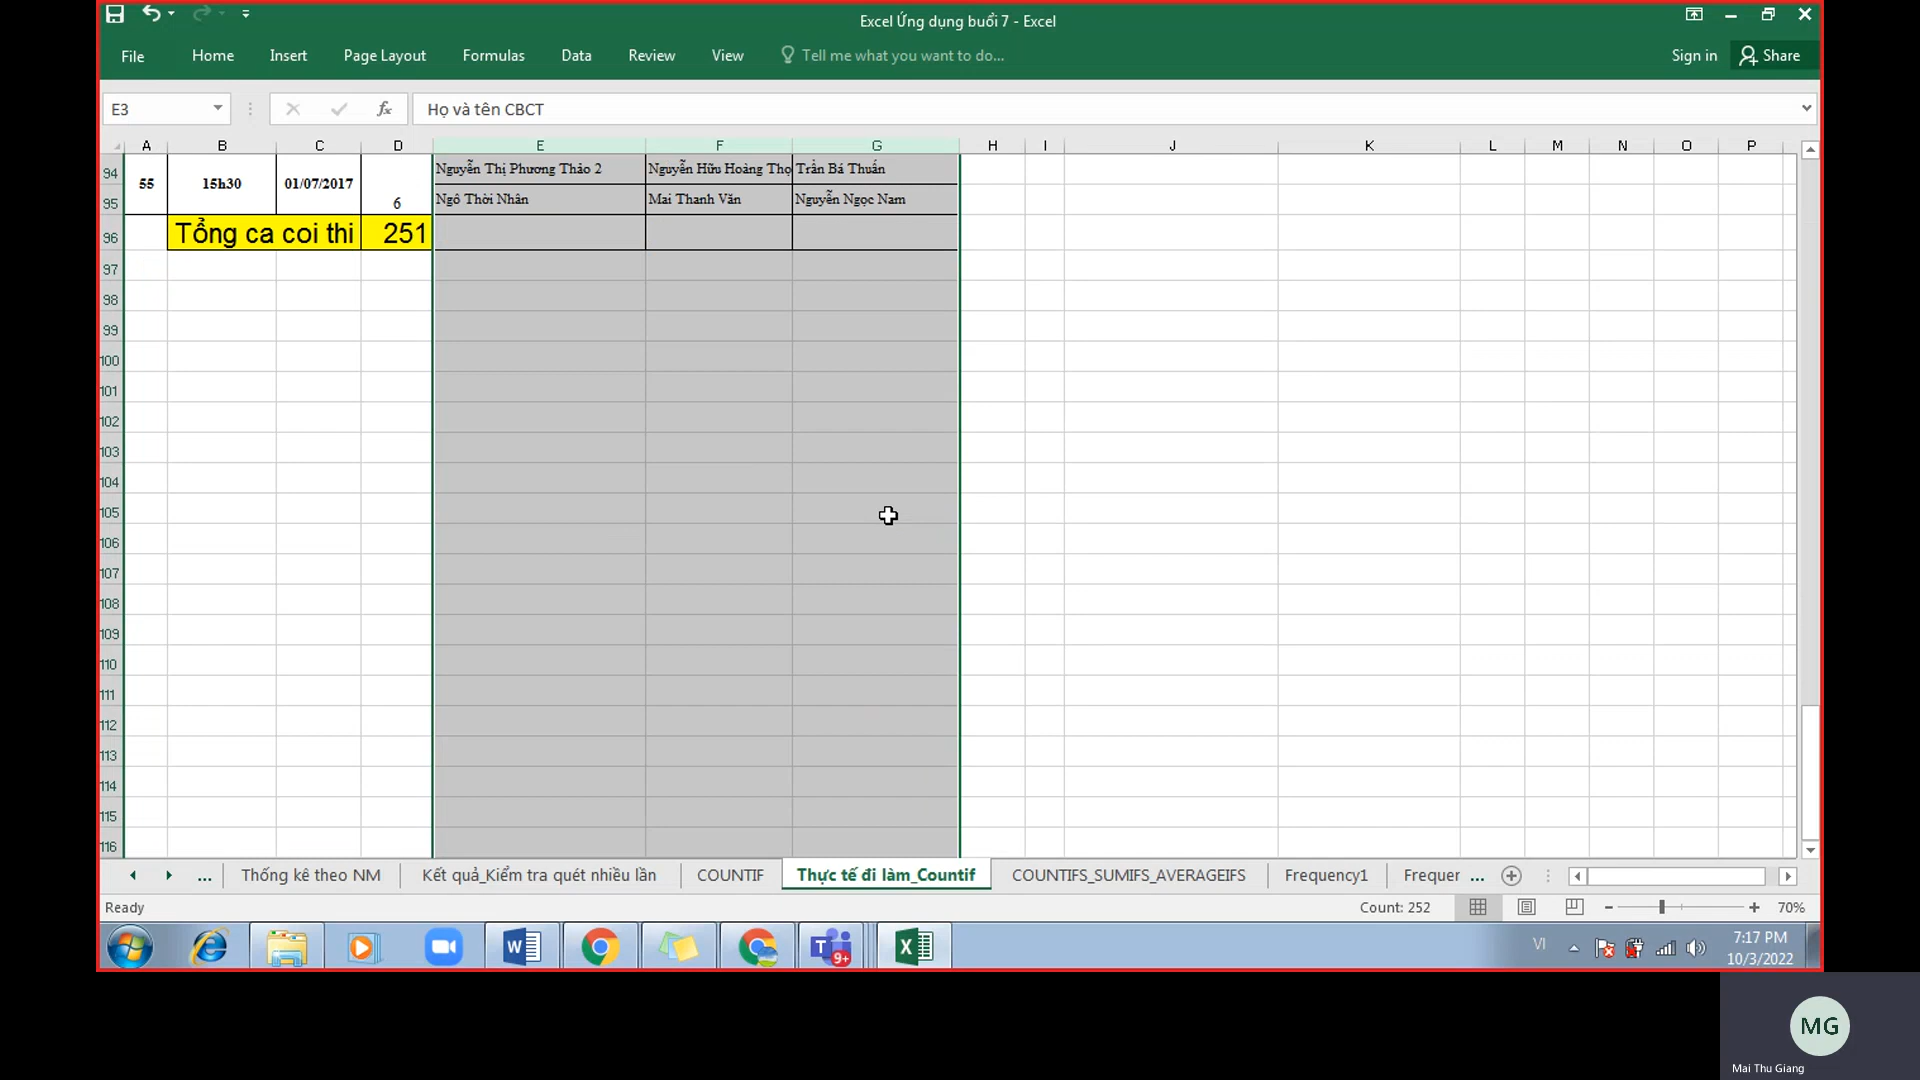 Excel Ứng dụng buổi 7 - Excel
File Home Insert Page Layout Formulas Data Review View Tell me what you want to do... Sign in Share
E3 fx Họ và tên CBCT
A B C D E F G H I J K L M N O P
94 Nguyễn Thị Phương Thảo 2 Nguyễn Hữu Hoàng Thọ Trần Bá Thuấn
55 15h30 01/07/2017
95 6 Ngô Thời Nhân Mai Thanh Văn Nguyễn Ngọc Nam
96 Tổng ca coi thi 251
97
98
99
100
101
102
103
104
105
106
107
108
109
110
111
112
113
114
115
116
... Thống kê theo NM Kết quả_Kiểm tra quét nhiều lần COUNTIF Thực tế đi làm_Countif COUNTIFS_SUMIFS_AVERAGEIFS Frequency1 Frequer ...
Ready Count: 252 70%
VI 7:17 PM
9+ 10/3/2022
MG
Mai Thu Giang